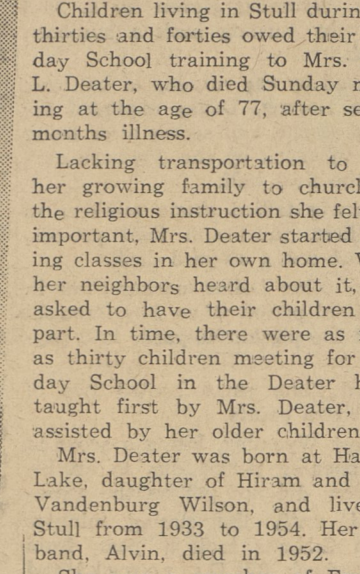 Children living in Stull durin
thirties and forties owed their
day School training to Mrs.
L. Deater, who died Sunday
ing at the age of 77, after se
months illness.
Lacking transportation to
her growing family to church
the religious instruction she fel
important, Mrs. Deater started
ing classes in her own home.
her neighbors heard about it,
asked to have their children
part. In time, there were as
as thirty children meeting for
day School in the Deater
taught first by Mrs. Deater,
assisted by her older children
Mrs. Deater was born at Ha
Lake, daughter of Hiram and
Vandenburg Wilson, and live
Stull from 1933 to 1954. Her
band, Alvin, died in 1952.